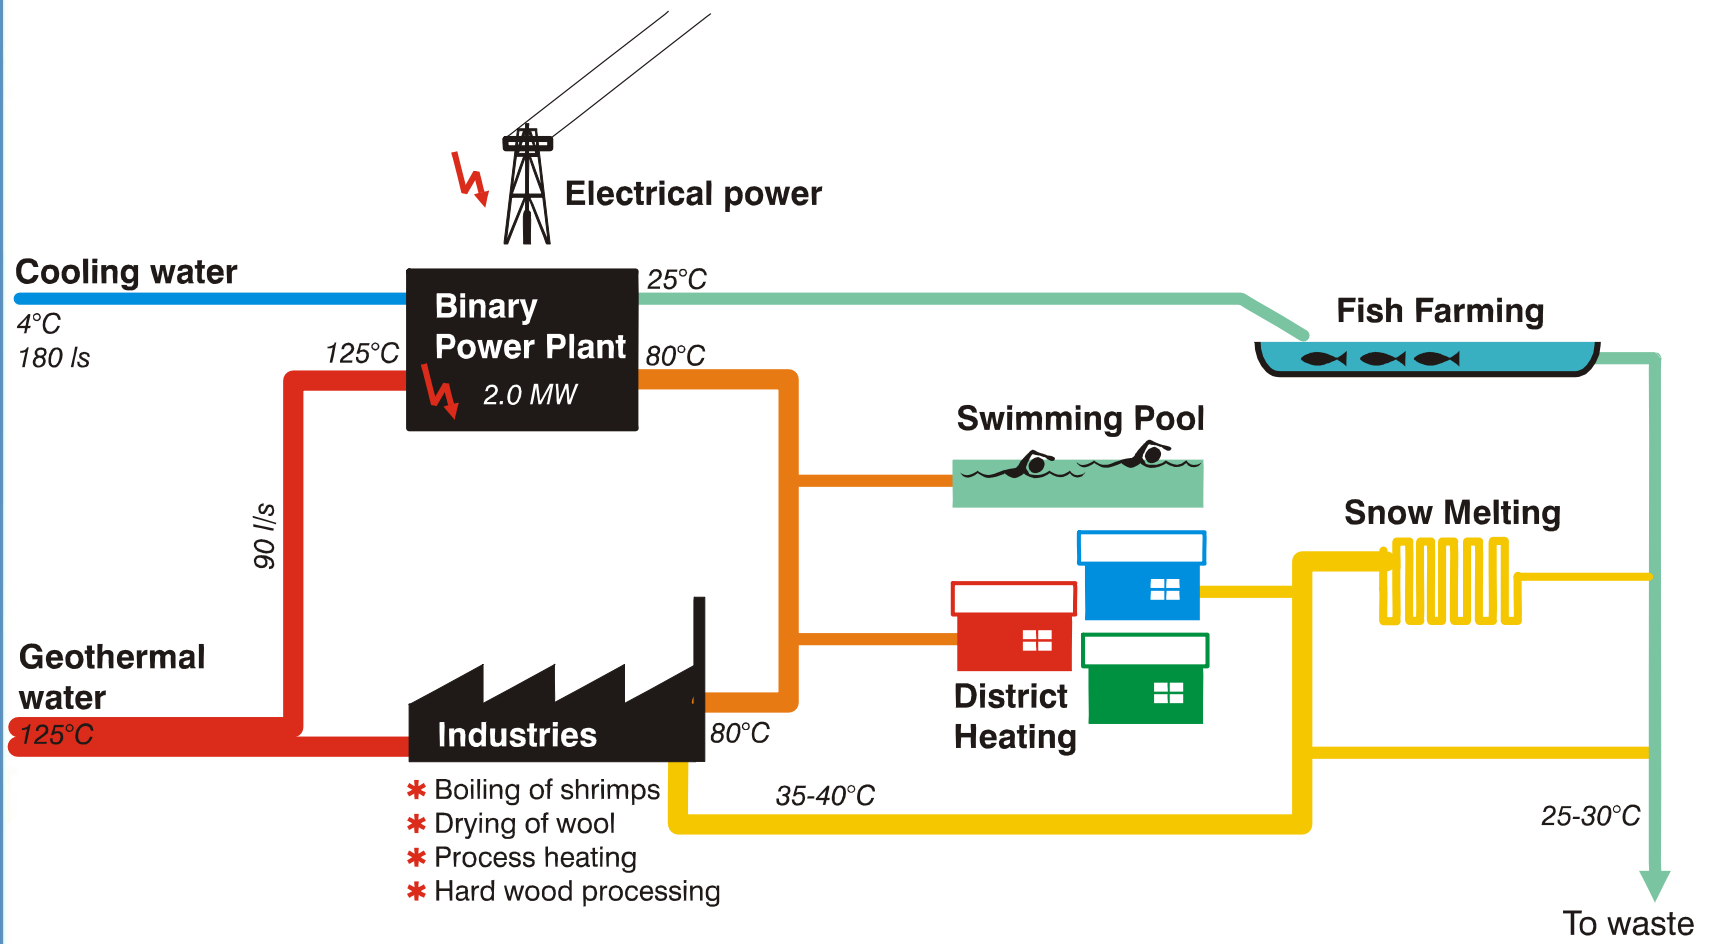 Electrical power
Cooling water
4°C
180 ls
25°C
Binary
Power Plant
2.0 MW
125°C
80°C
Fish Farming
Swimming Pool
Snow Melting
90 l/s
Geothermal
water
125°C
Industries
80°C
District
Heating
Boiling of shrimps
Drying of wool
Process heating
Hard wood processing
35-40°C
25-30°C
To waste